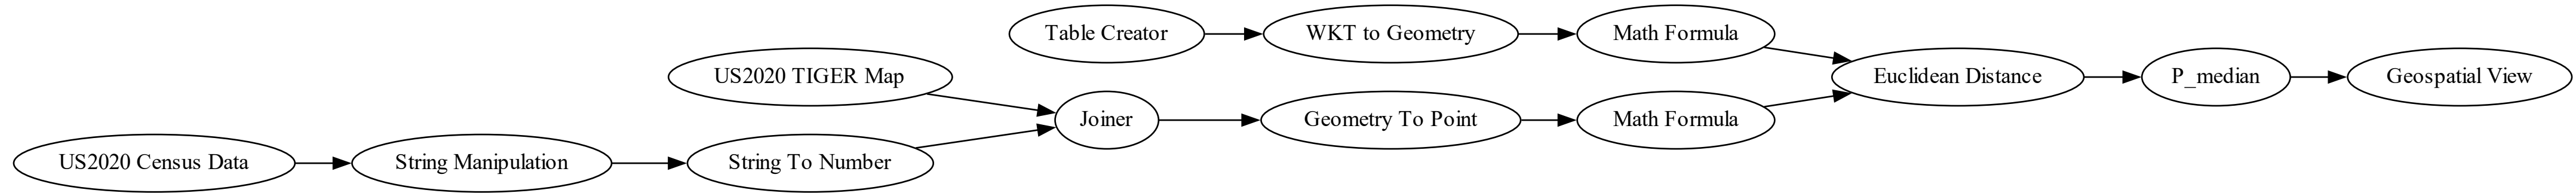 Table Creator
WKT to Geometry
Math Formula
US2020 TIGER Map
Euclidean Distance
P_median
Geospatial View
Joiner
Geometry To Point
Math Formula
US2020 Census Data
String Manipulation
String To Number